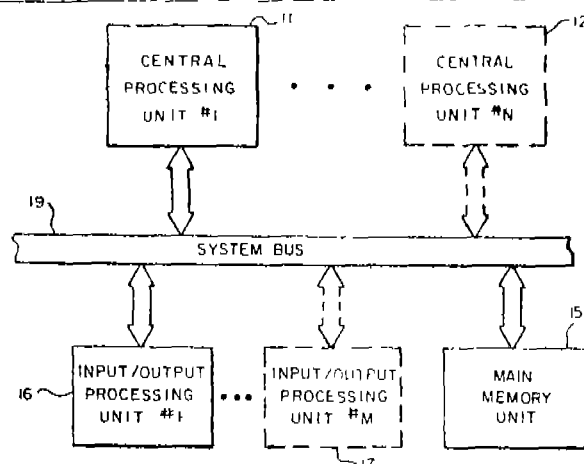 11
CENTRAL
PROCESSING
UNIT #1
12
CENTRAL
PROCESSING
UNIT #N
19
SYSTEM BUS
16
INPUT/OUTPUT
PROCESSING
UNIT #1
INPUT/OUTPUT
PROCESSING
UNIT #M
17
15
MAIN
MEMORY
UNIT